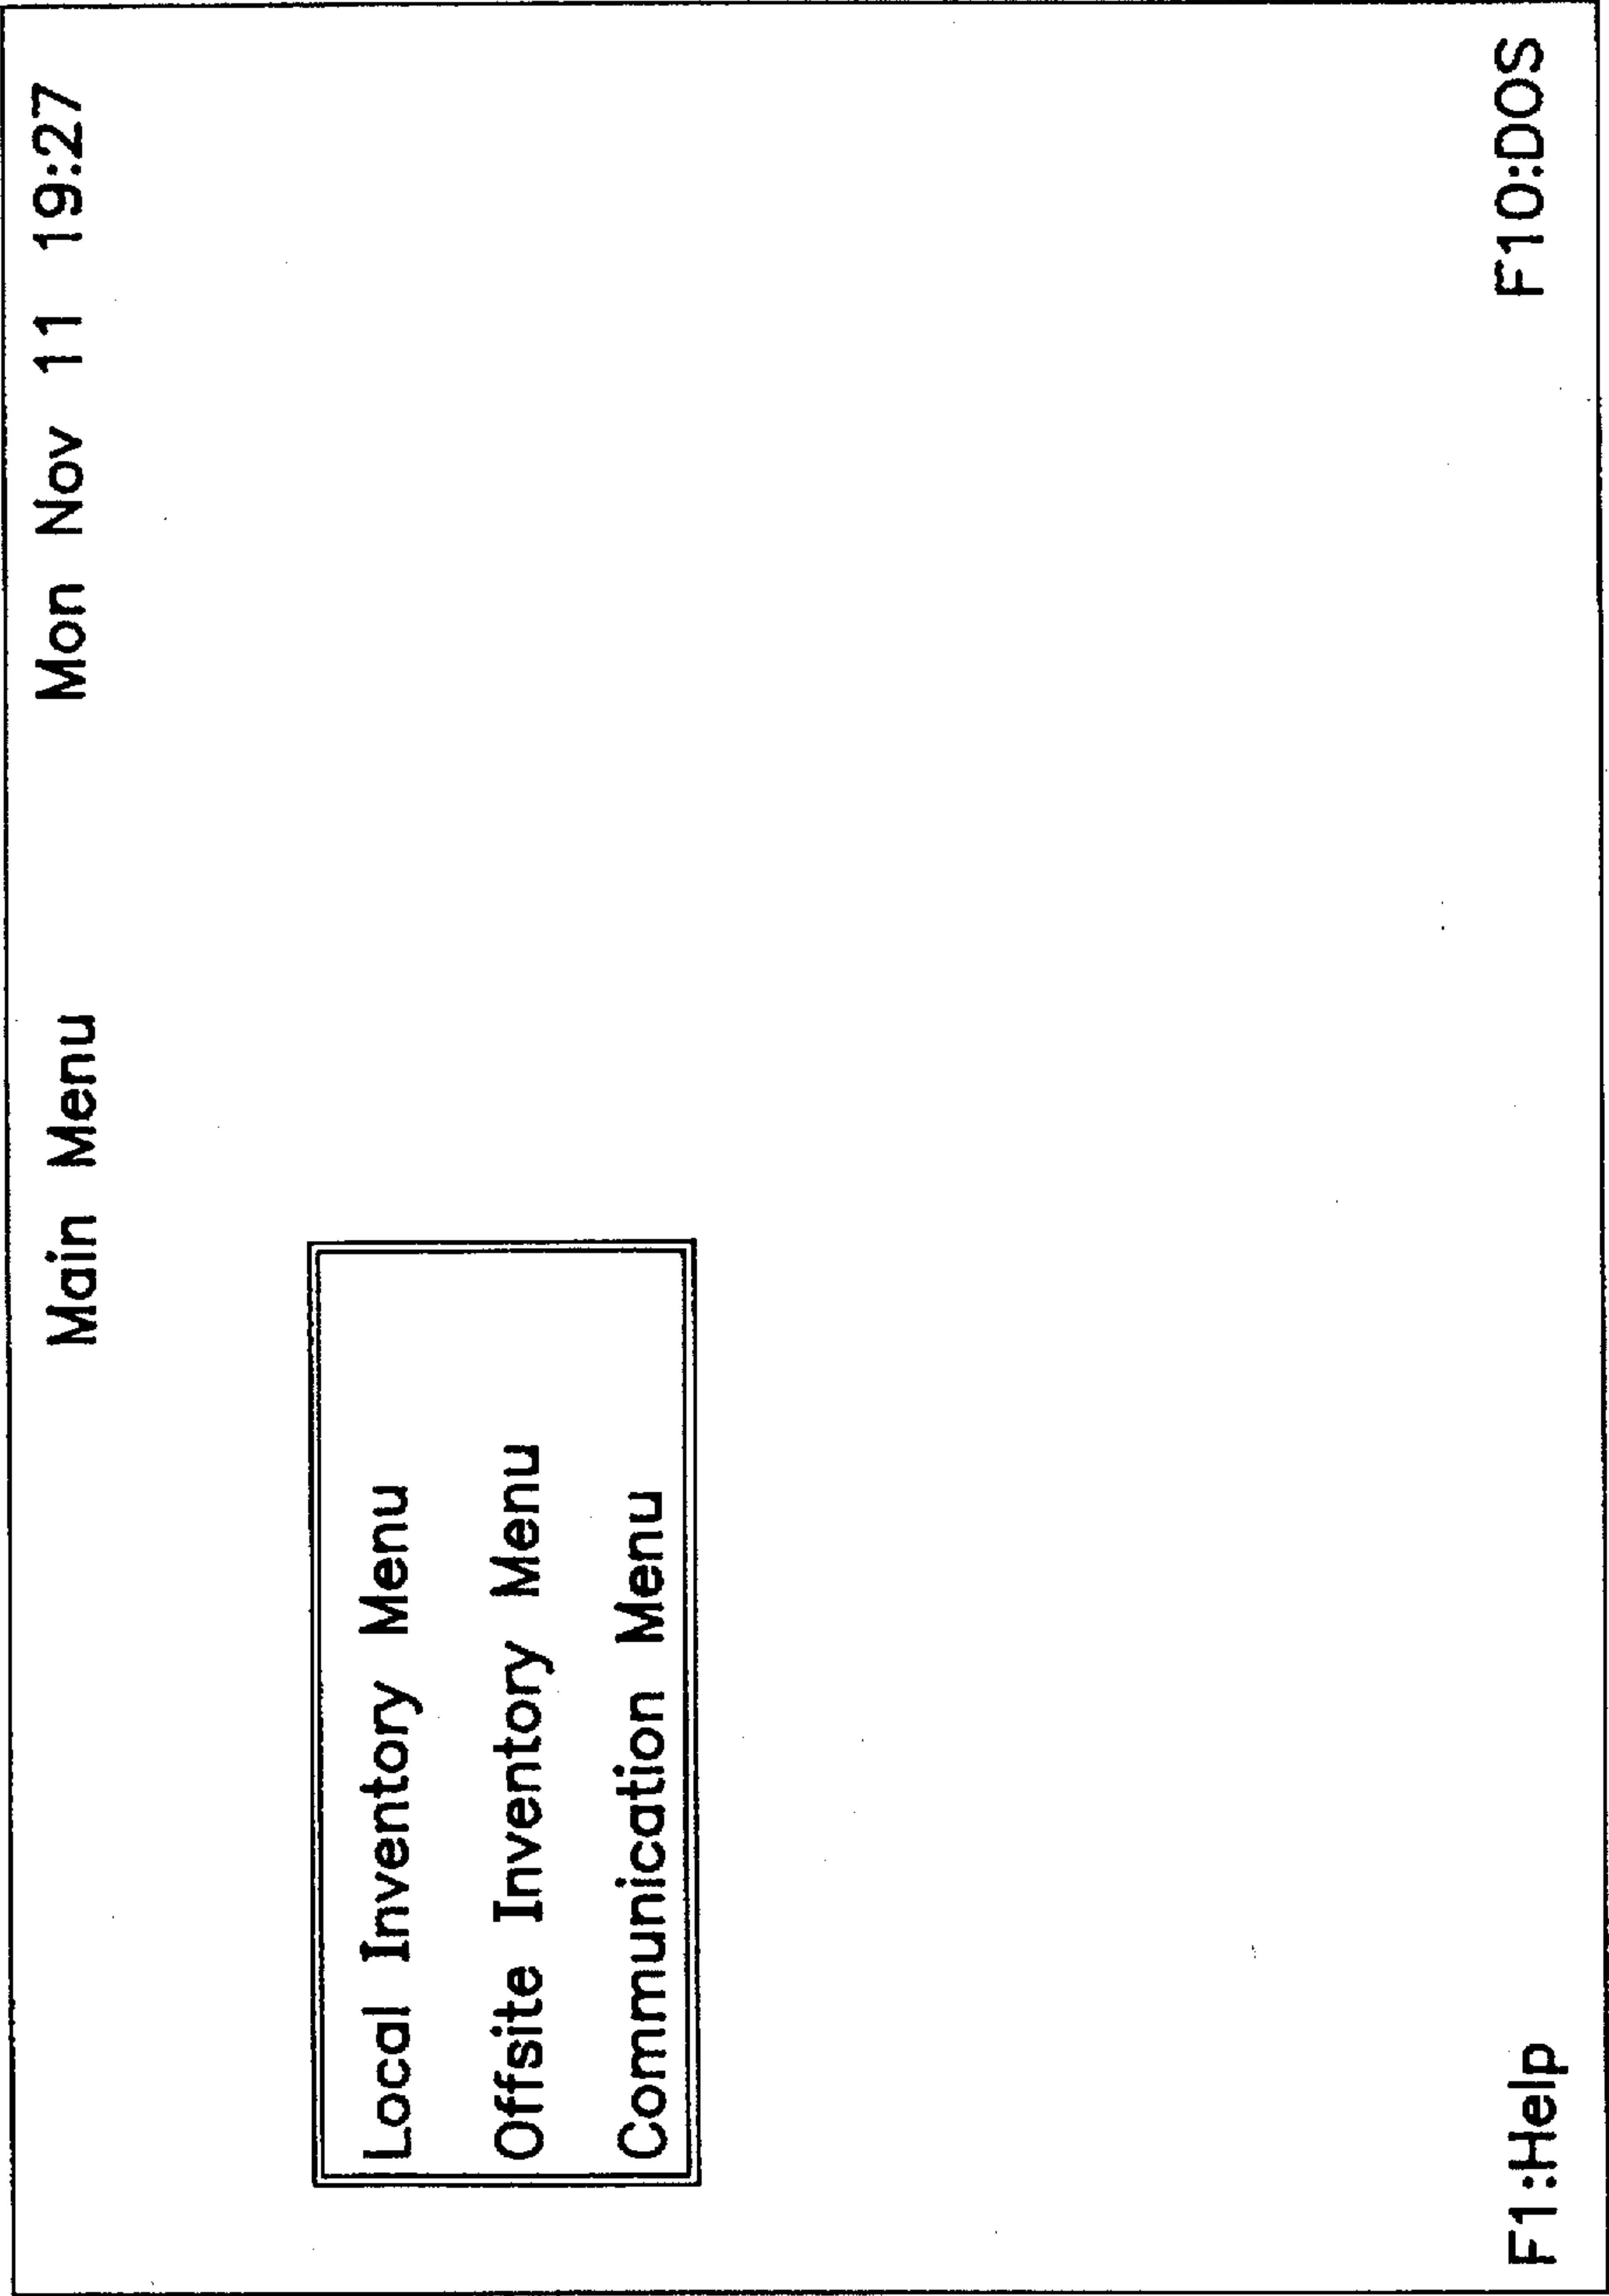 Main Menu Mon Nov 11 19:27
Local Inventory Menu
Offsite Inventory Menu
Communication Menu
F1:Help F10:DOS